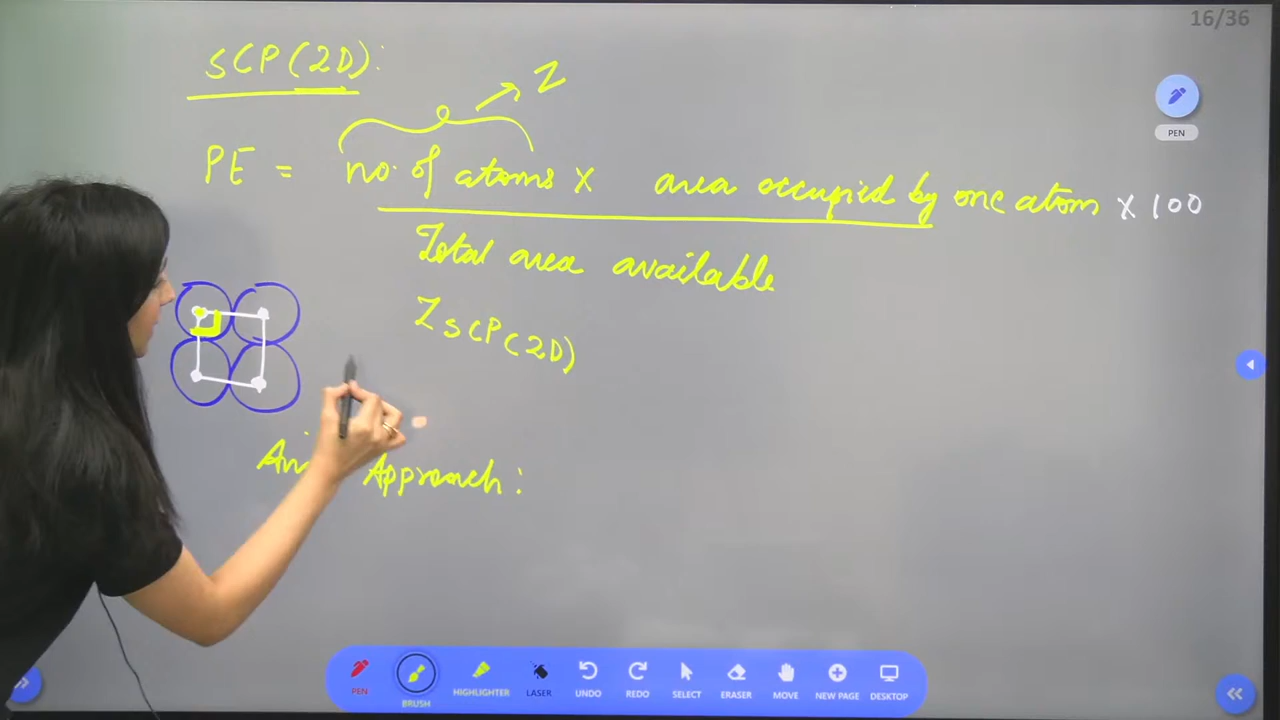 16/36
SCP (2D):
Z
PE = no. of atoms x area occupied by one atom x 100
Total area available
Z SCP (2D)
Approach:
PEN
PEN
BRUSH
HIGHLIGHTER
LASER
UNDO
REDO
SELECT
ERASER
MOVE
NEW PAGE
DESKTOP